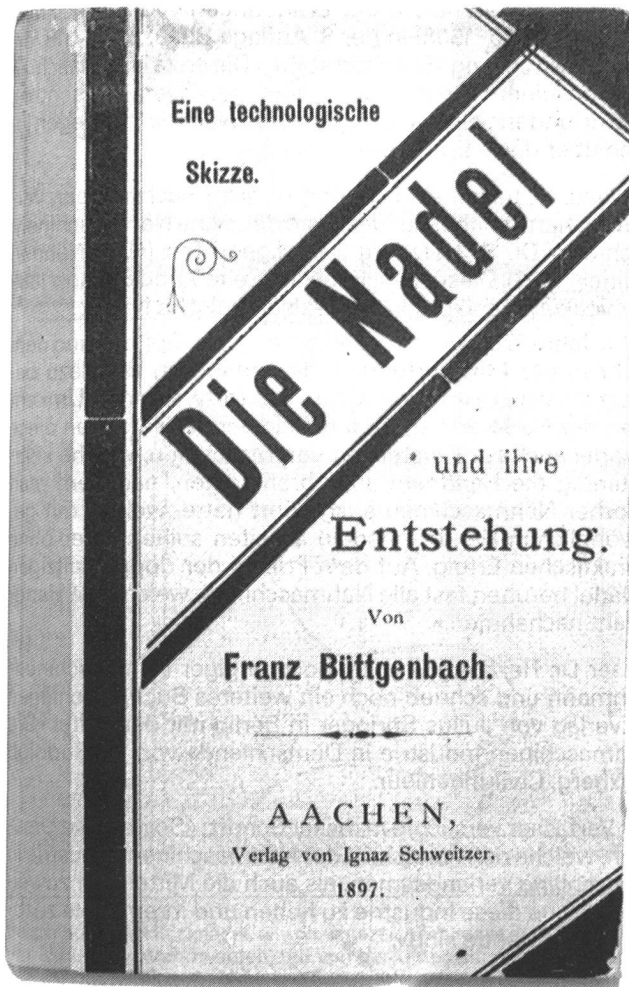 Eine technologische
Skizze.
Die Nadel
und ihre
Entstehung.
Von
Franz Büttgenbach.
AACHEN,
Verlag von Ignaz Schweitzer.
1897.